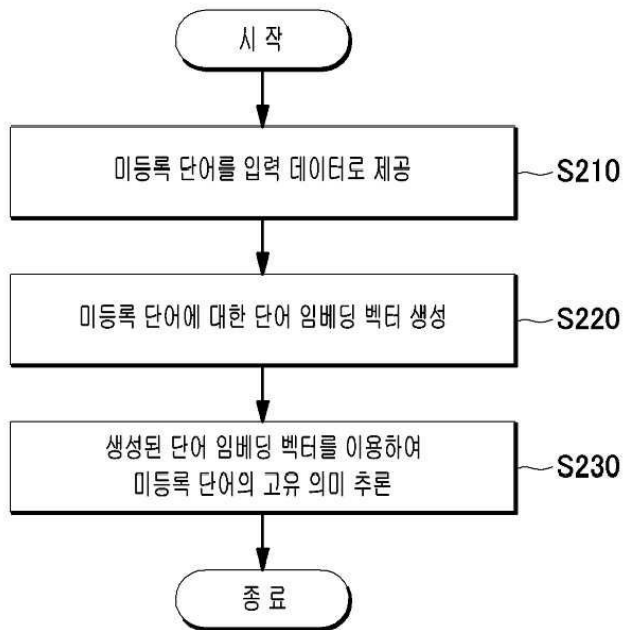 시 작
미등록 단어를 입력 데이터로 제공
S210
미등록 단어에 대한 단어 임베딩 벡터 생성
S220
생성된 단어 임베딩 벡터를 이용하여
미등록 단어의 고유 의미 추론
S230
종 료